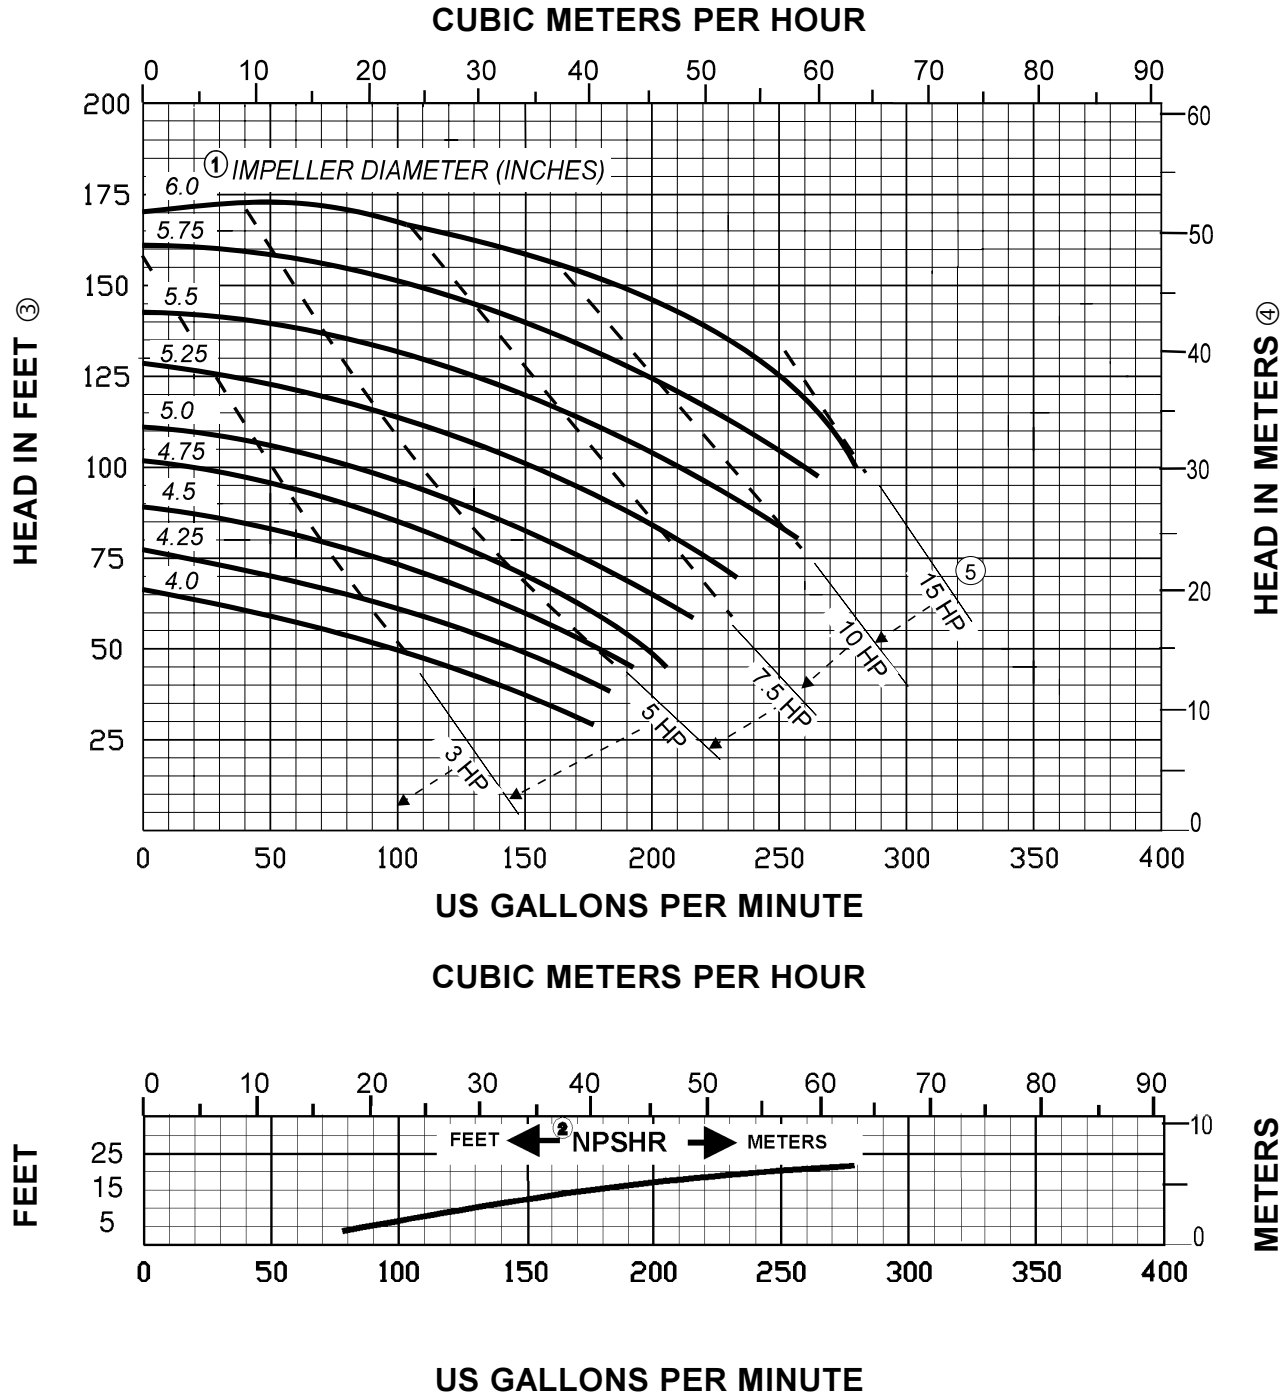 CUBIC METERS PER HOUR
0 10 20 30 40 50 60 70 80 90
200
175
150
125
100
75
50
25
HEAD IN FEET ③
① IMPELLER DIAMETER (INCHES)
6.0
5.75
5.5
5.25
5.0
4.75
4.5
4.25
4.0
3 HP
5 HP
7.5 HP
10 HP
15 HP
⑤
60
50
40
30
20
10
0
HEAD IN METERS ④
0 50 100 150 200 250 300 350 400
US GALLONS PER MINUTE
CUBIC METERS PER HOUR
0 10 20 30 40 50 60 70 80 90
FEET
25
15
5
FEET ② NPSHR METERS
10
0
METERS
0 50 100 150 200 250 300 350 400
US GALLONS PER MINUTE